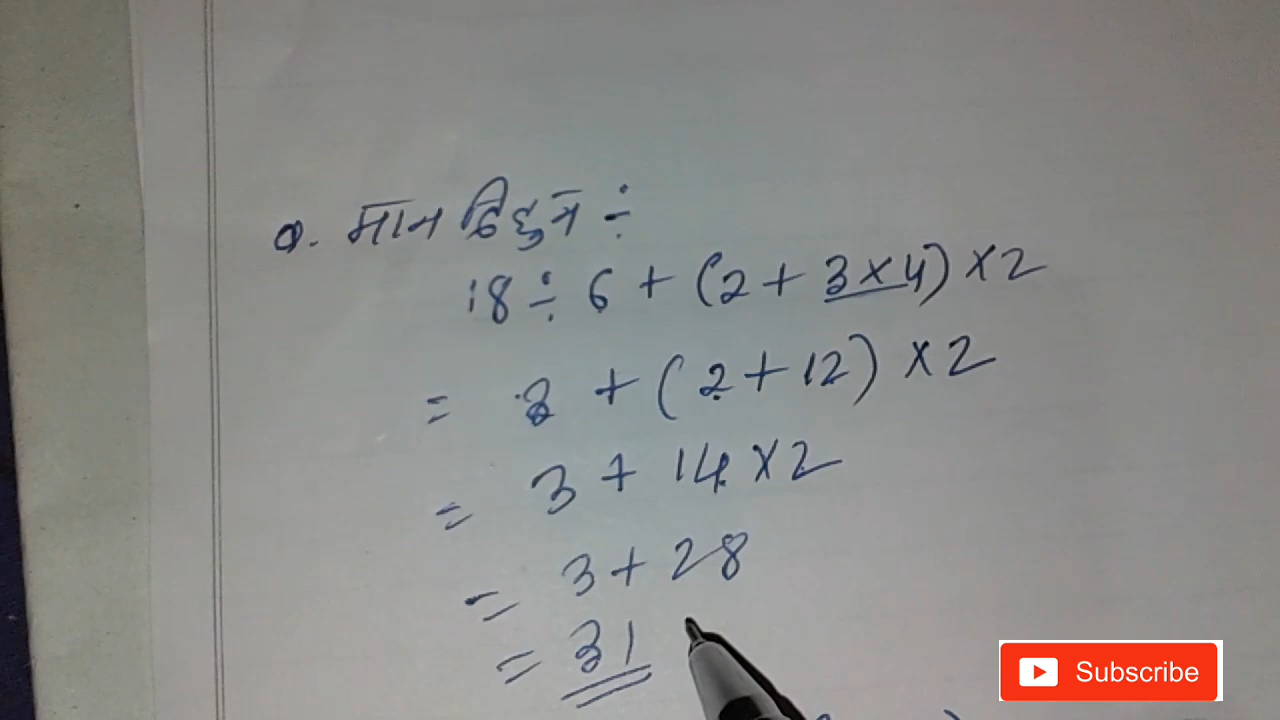 Q. मान
18 ÷ 6 + (2 + 3 × 4) × 2
= 3 + (2 + 12) × 2
= 3 + 14 × 2
= 3 + 28
= 31
Subscribe